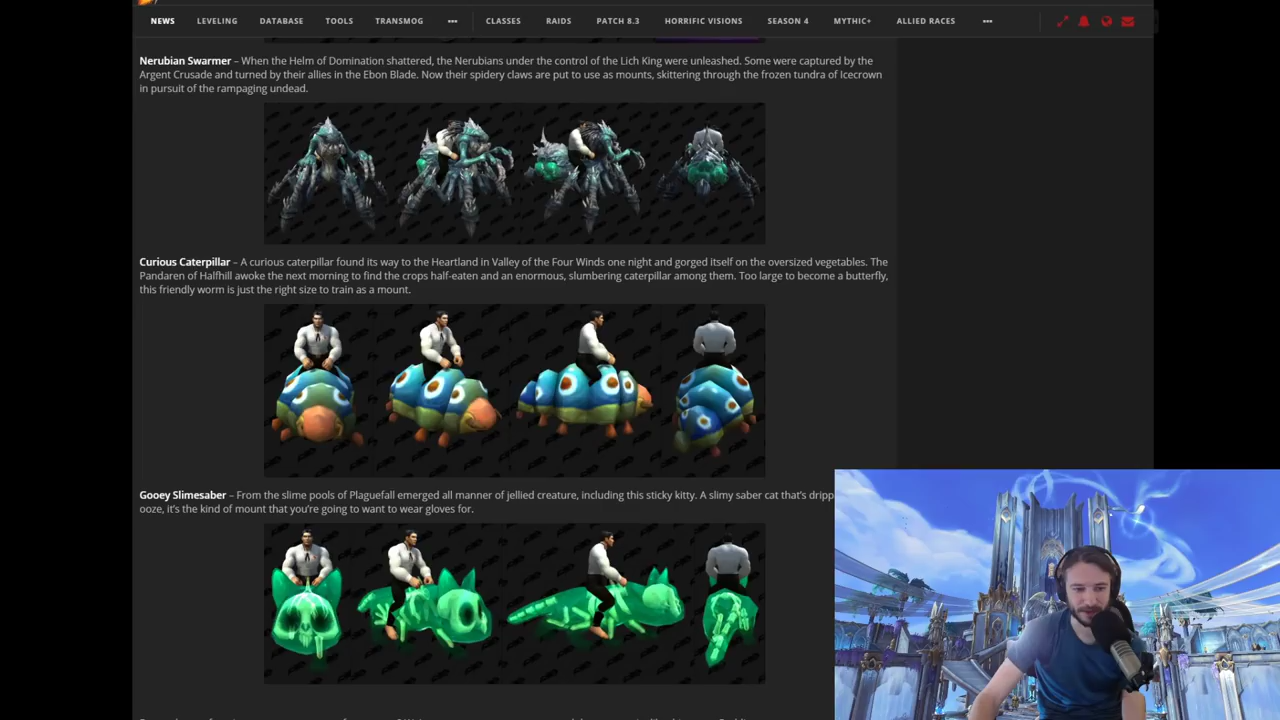 NEWS LEVELING DATABASE TOOLS TRANSMOG ••• CLASSES RAIDS PATCH 8.3 HORRIFIC VISIONS SEASON 4 MYTHIC+ ALLIED RACES •••
Nerubian Swarmer – When the Helm of Domination shattered, the Nerubians under the control of the Lich King were unleashed. Some were captured by the
Argent Crusade and turned by their allies in the Ebon Blade. Now their spidery claws are put to use as mounts, skittering through the frozen tundra of Icecrown
in pursuit of the rampaging undead.
Curious Caterpillar – A curious caterpillar found its way to the Heartland in Valley of the Four Winds one night and gorged itself on the oversized vegetables. The
Pandaren of Halfhill awoke the next morning to find the crops half-eaten and an enormous, slumbering caterpillar among them. Too large to become a butterfly,
this friendly worm is just the right size to train as a mount.
Gooey Slimesaber – From the slime pools of Plaguefall emerged all manner of jellied creature, including this sticky kitty. A slimy saber cat that's dripp
ooze, it's the kind of mount that you're going to want to wear gloves for.